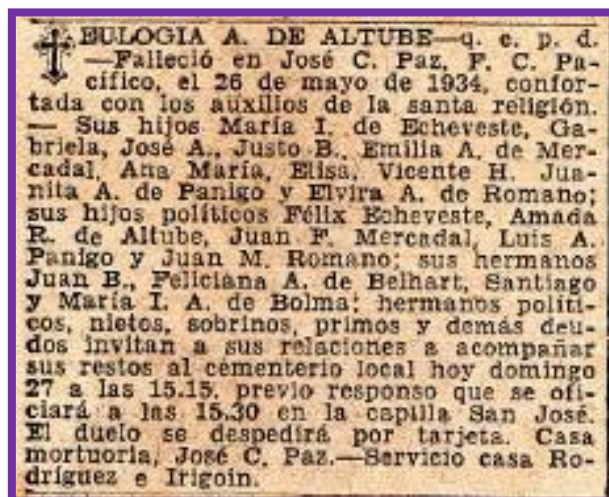 EULOGIA A. DE ALTUBE—q. e. p. d.
—Falleció en José C. Paz, F. C. Pa-
cífico, el 26 de mayo de 1934, confor-
tada con los auxilios de la santa religión.
— Sus hijos María I. de Echeveste, Ga-
briela, José A., Justo B., Emilia A. de Mer-
cadal, Ana María, Elisa, Vicente H. Jua-
nita A. de Panigo y Elvira A. de Romano;
sus hijos políticos Félix Echeveste, Amada
R. de Altube, Juan F. Mercadal, Luis A.
Panigo y Juan M. Romano; sus hermanos
Juan B., Feliciana A. de Belhart, Santiago
y María I. A. de Bolma; hermanos políti-
cos, nietos, sobrinos, primos y demás deu-
dos invitan a sus relaciones a acompañar
sus restos al cementerio local hoy domingo
27 a las 15.15, previo responso que se ofi-
ciará a las 15.30 en la capilla San José.
El duelo se despedirá por tarjeta. Casa
mortuoria, José C. Paz.—Servicio casa Ro-
dríguez e Irigoin.